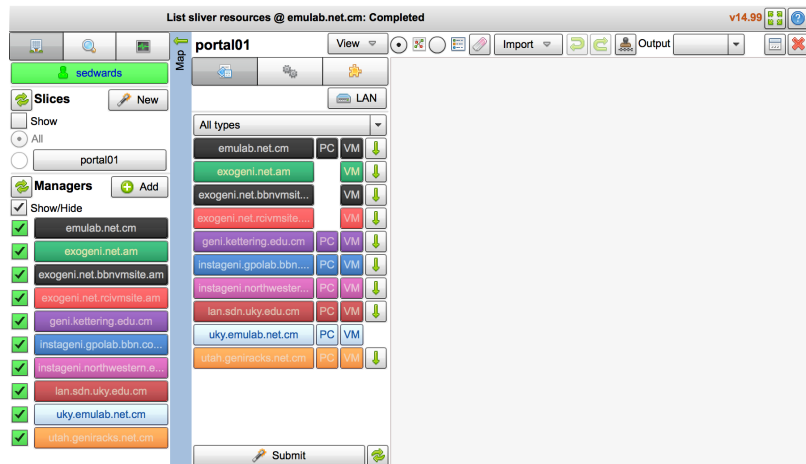 List sliver resources @ emulab.net.cm: Completed
v14.99
sedwards
Slices
New
Show
All
portal01
Managers
Add
Show/Hide
emulab.net.cm
exogeni.net.am
exogeni.net.bbnvmsite.am
exogeni.net.rcivmsite.am
geni.kettering.edu.cm
instageni.gpolab.bbn.co...
instageni.northwestern.e...
lan.sdn.uky.edu.cm
uky.emulab.net.cm
utah.geniracks.net.cm
Map
portal01
View
Import
Output
LAN
All types
emulab.net.cm PC VM
exogeni.net.am VM
exogeni.net.bbnvmsit... VM
exogeni.net.rcivmsite.... VM
geni.kettering.edu.cm PC VM
instageni.gpolab.bbn.... PC VM
instageni.northwester... PC VM
lan.sdn.uky.edu.cm PC VM
uky.emulab.net.cm PC VM
utah.geniracks.net.cm PC VM
Submit